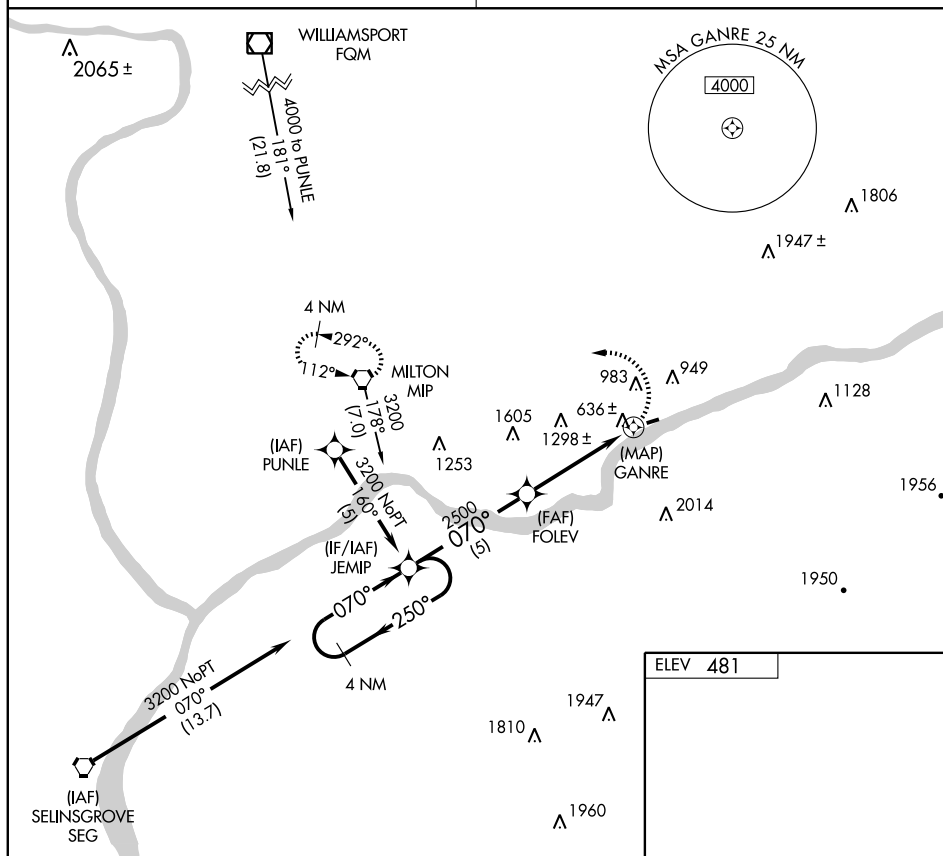 WILLIAMSPORT
FQM
2065 ±
4000 to PUNLE
181°
(21.8)
MSA GANRE 25 NM
4000
1806
1947 ±
4 NM
292°
112°
MILTON
MIP
3200
178°
(7.0)
983
949
1128
1605
636 ±
1298 ±
1253
(MAP)
GANRE
(IAF)
PUNLE
3200 NoPT
160°
(5)
2500
070°
(5)
(FAF)
FOLEV
2014
1956
(IF/IAF)
JEMIP
070°
250°
4 NM
1950
3200 NoPT
070°
(13.7)
ELEV 481
1947
1810
1960
(IAF)
SELINSGROVE
SEG